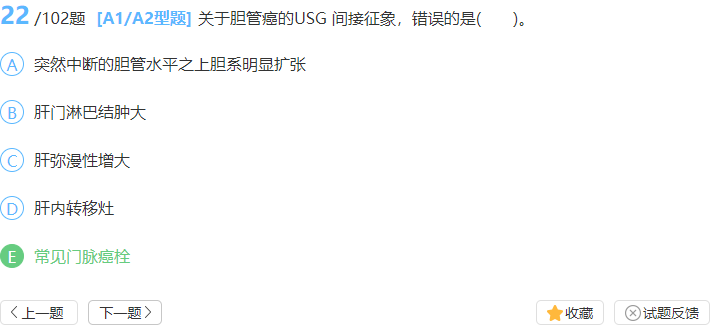 22/102题 [A1/A2型题] 关于胆管癌的USG 间接征象，错误的是(　　)。
A 突然中断的胆管水平之上胆系明显扩张
B 肝门淋巴结肿大
C 肝弥漫性增大
D 肝内转移灶
E 常见门脉癌栓
上一题 下一题 收藏 试题反馈